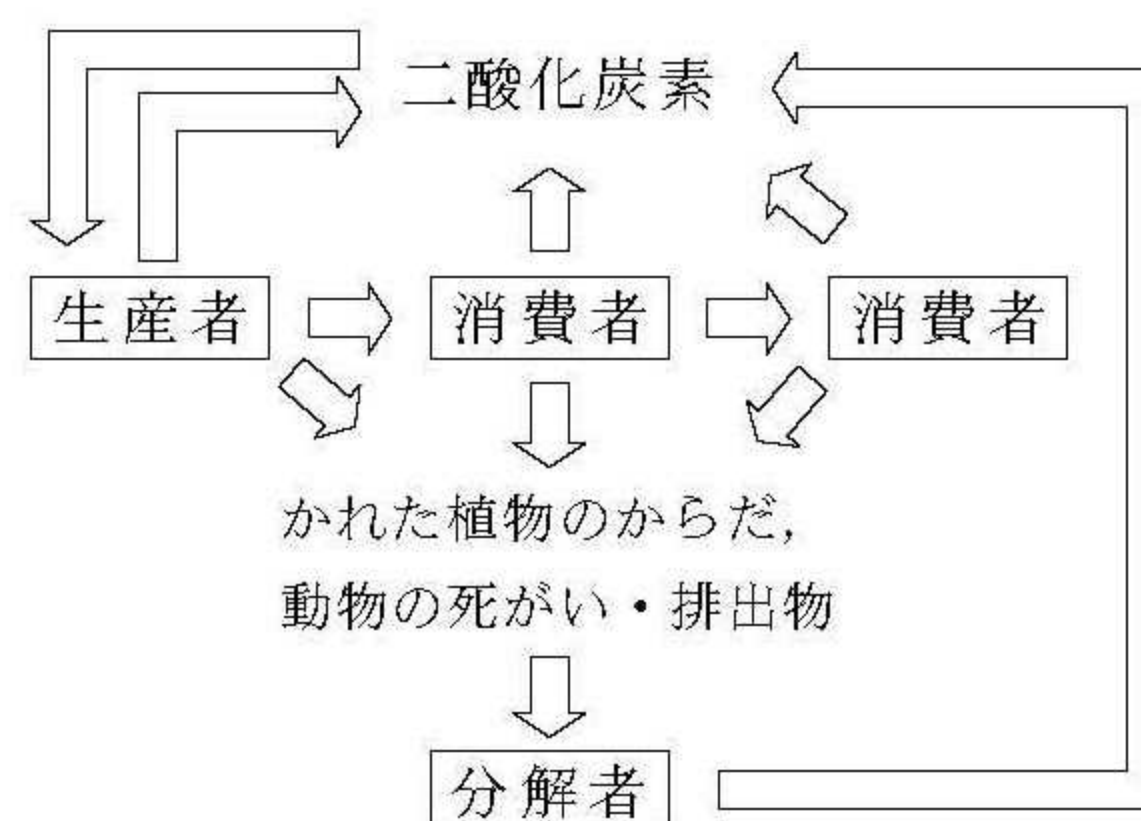 二酸化炭素
生産者
消費者
消費者
かれた植物のからだ,
動物の死がい・排出物
分解者